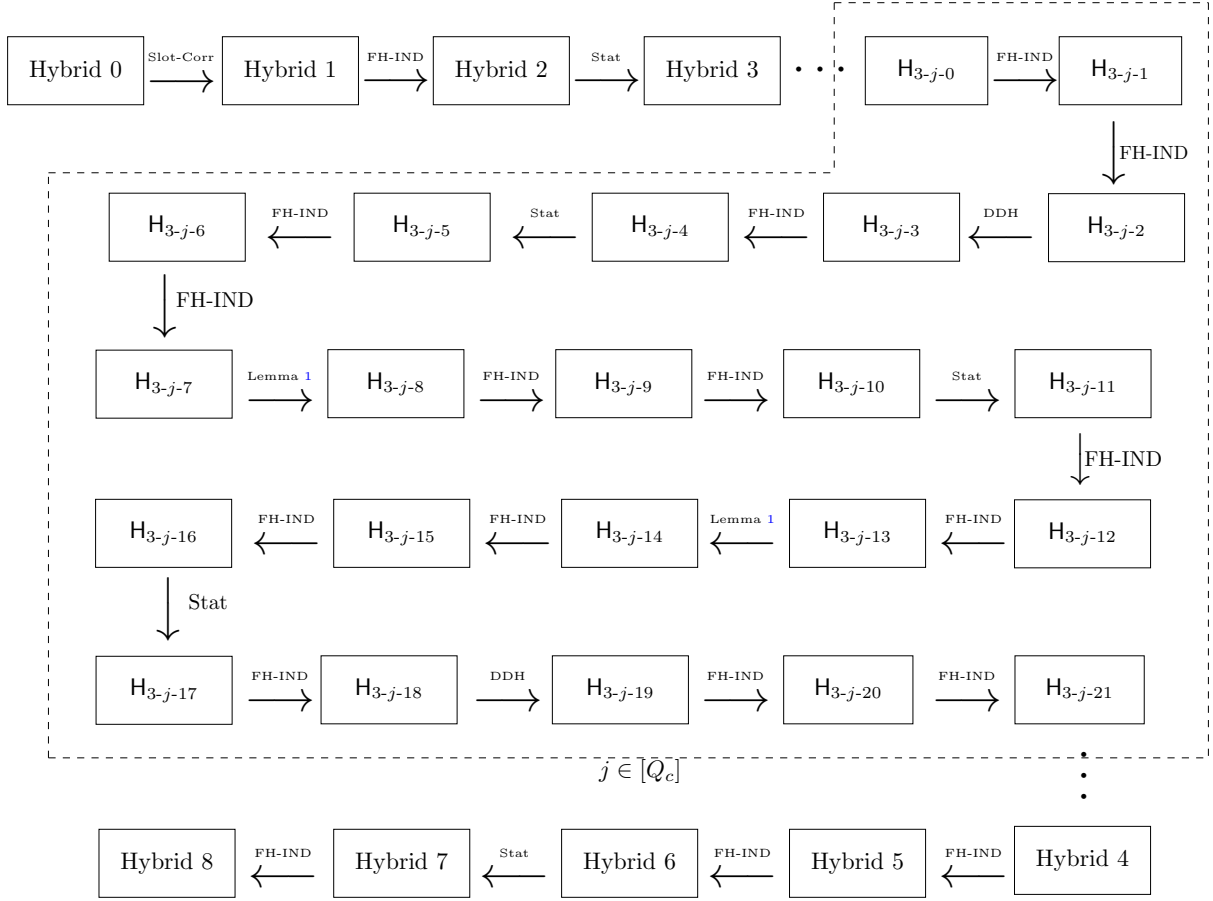 Hybrid 0 Slot-Corr Hybrid 1 FH-IND Hybrid 2 Stat Hybrid 3 ··· H3-j-0 FH-IND H3-j-1
FH-IND
H3-j-6 FH-IND H3-j-5 Stat H3-j-4 FH-IND H3-j-3 DDH H3-j-2
FH-IND
H3-j-7 Lemma 1 H3-j-8 FH-IND H3-j-9 FH-IND H3-j-10 Stat H3-j-11
FH-IND
H3-j-16 FH-IND H3-j-15 FH-IND H3-j-14 Lemma 1 H3-j-13 FH-IND H3-j-12
Stat
H3-j-17 FH-IND H3-j-18 DDH H3-j-19 FH-IND H3-j-20 FH-IND H3-j-21
j ∈ [Qc]
Hybrid 8 FH-IND Hybrid 7 Stat Hybrid 6 FH-IND Hybrid 5 FH-IND Hybrid 4